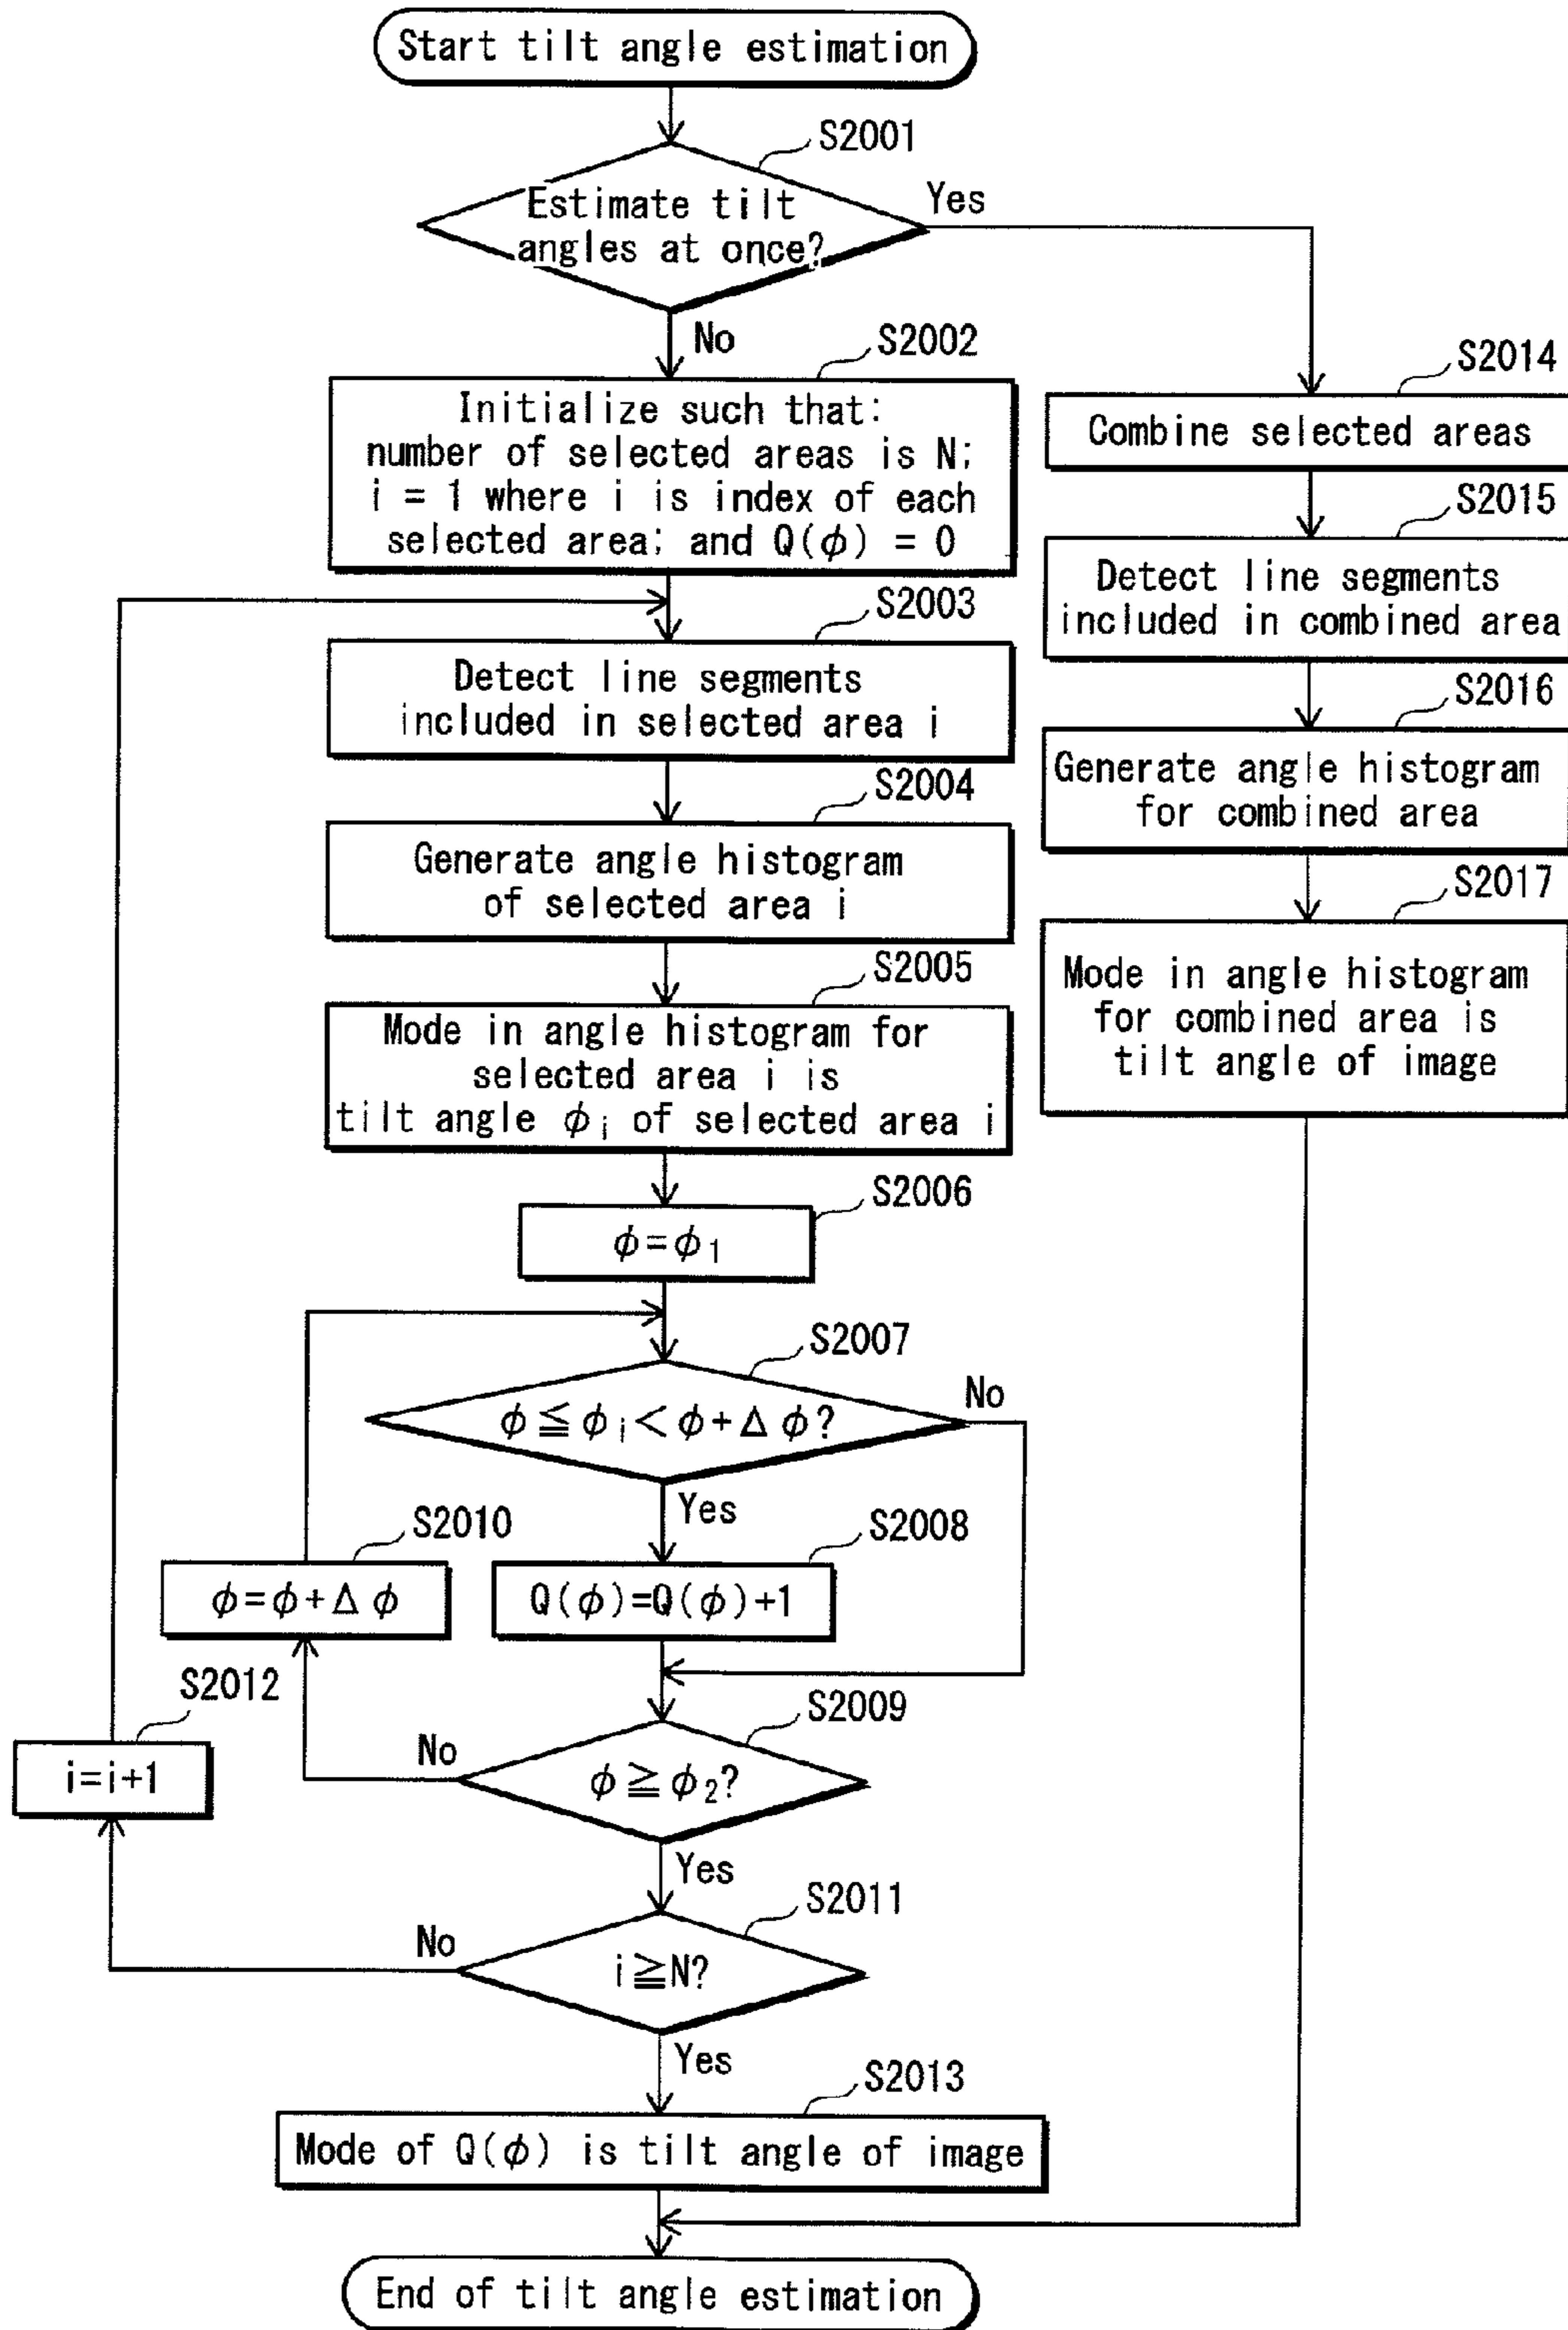 Start tilt angle estimation
S2001
Estimate tilt
angles at once?
Yes
No
S2002
Initialize such that:
number of selected areas is N;
i = 1 where i is index of each
selected area; and Q(φ) = 0
S2003
Detect line segments
included in selected area i
S2004
Generate angle histogram
of selected area i
S2005
Mode in angle histogram for
selected area i is
tilt angle φi of selected area i
S2006
φ=φ1
S2007
φ≦φi<φ+Δφ?
No
Yes
S2008
Q(φ)=Q(φ)+1
S2010
φ=φ+Δφ
S2009
φ≧φ2?
No
Yes
S2012
i=i+1
S2011
i≧N?
No
Yes
S2013
Mode of Q(φ) is tilt angle of image
S2014
Combine selected areas
S2015
Detect line segments
included in combined area
S2016
Generate angle histogram
for combined area
S2017
Mode in angle histogram
for combined area is
tilt angle of image
End of tilt angle estimation